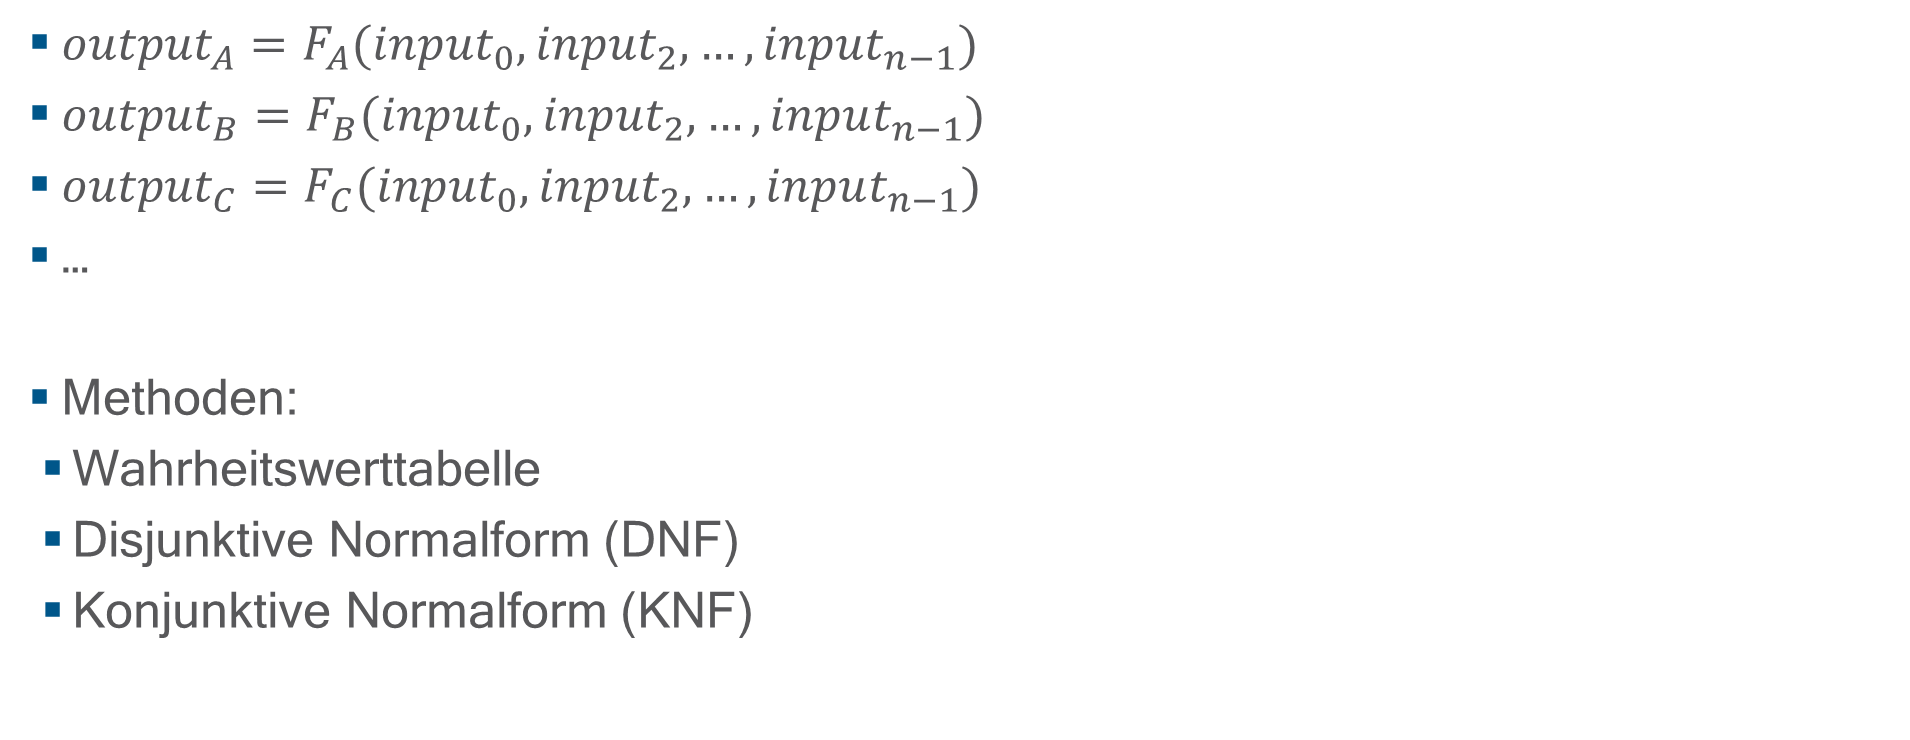 ▪ output_A = F_A(input_0, input_2, … , input_{n−1})
▪ output_B = F_B(input_0, input_2, … , input_{n−1})
▪ output_C = F_C(input_0, input_2, … , input_{n−1})
▪ …
▪ Methoden:
▪ Wahrheitswerttabelle
▪ Disjunktive Normalform (DNF)
▪ Konjunktive Normalform (KNF)